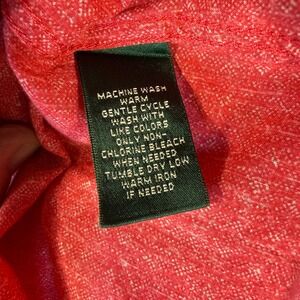 MACHINE WASH
WARM
GENTLE CYCLE
WASH WITH
LIKE COLORS
ONLY NON-
CHLORINE BLEACH
WHEN NEEDED
TUMBLE DRY LOW
WARM IRON
IF NEEDED